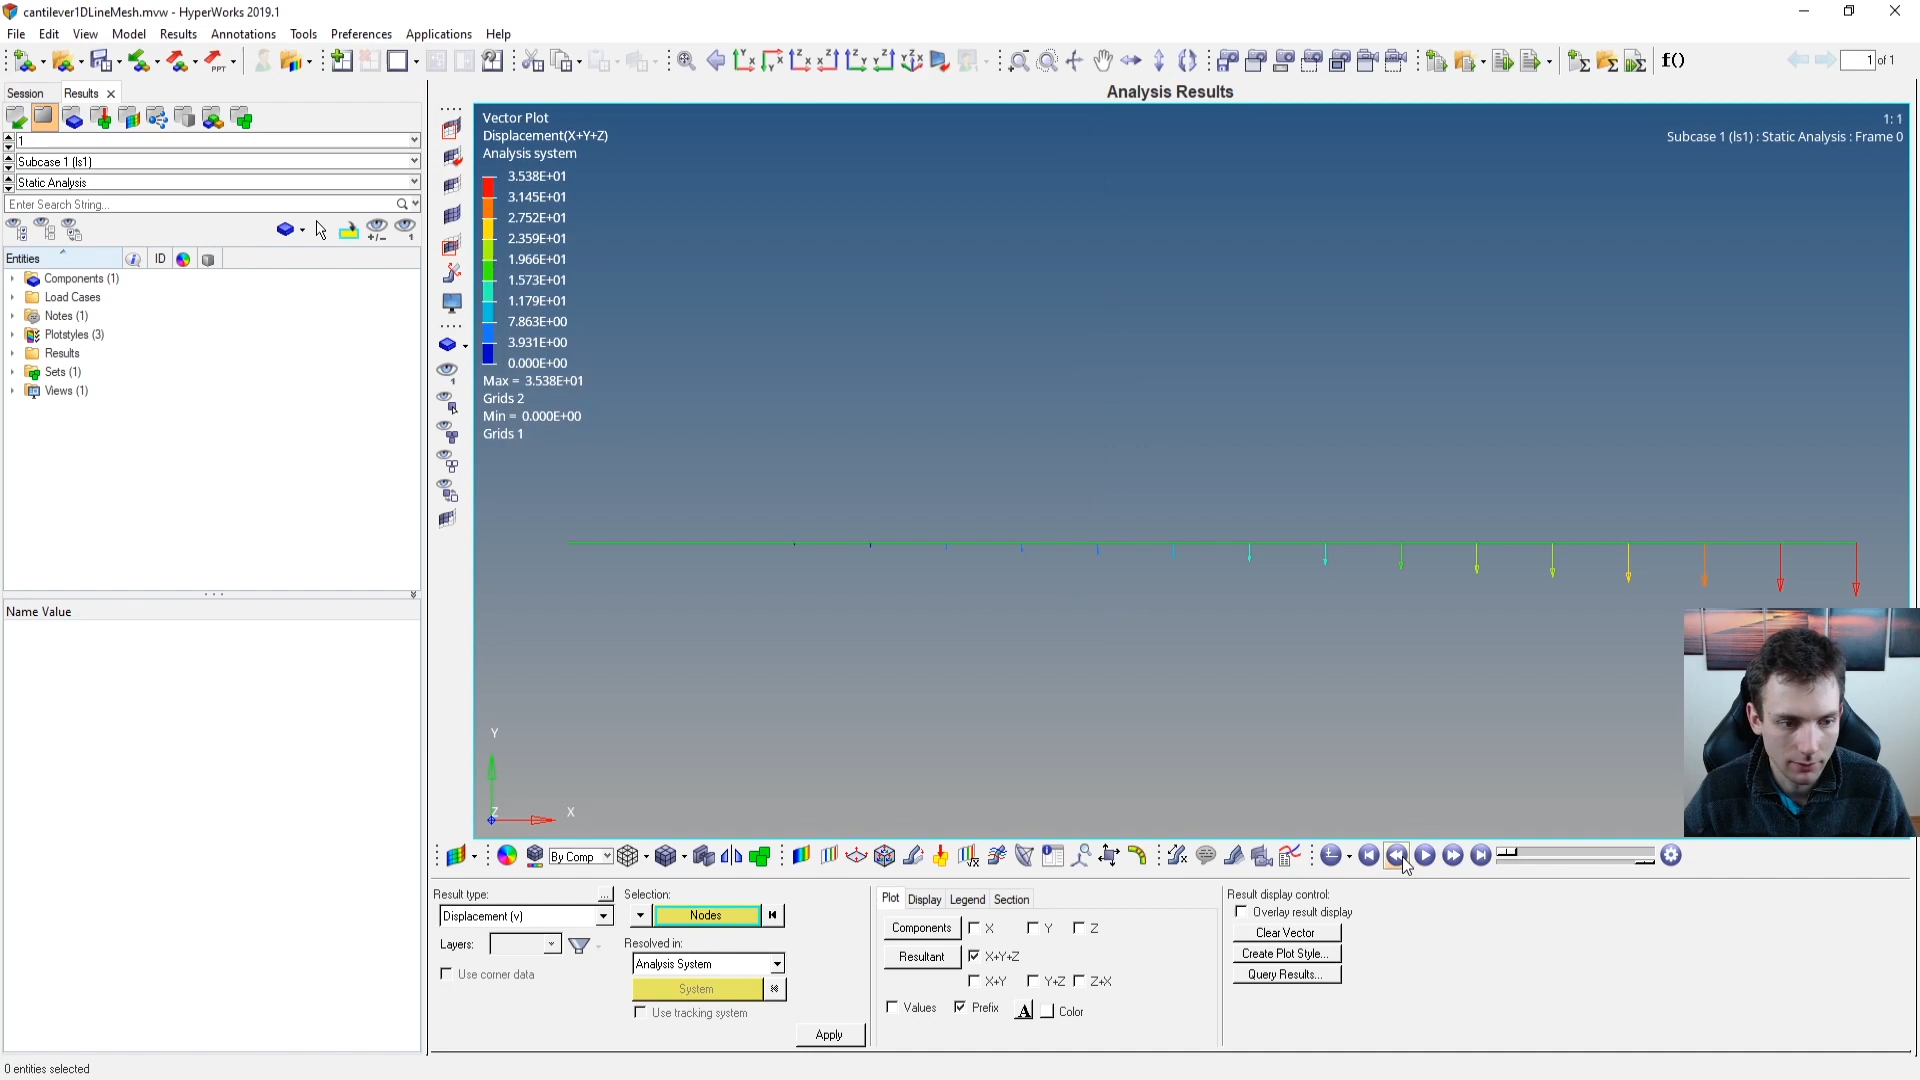 cantilever1DLineMesh.mvw - HyperWorks 2019.1
File Edit View Model Results Annotations Tools Preferences Applications Help
PPT
f()
1 of 1
Session Results
Analysis Results
1
Subcase 1 (ls1)
Static Analysis
Enter Search String...
Entities ID
Components (1)
Load Cases
Notes (1)
Plotstyles (3)
Results
Sets (1)
Views (1)
Name Value
Vector Plot
Displacement(X+Y+Z)
Analysis system
3.538E+01
3.145E+01
2.752E+01
2.359E+01
1.966E+01
1.573E+01
1.179E+01
7.863E+00
3.931E+00
0.000E+00
Max = 3.538E+01
Grids 2
Min = 0.000E+00
Grids 1
1: 1
Subcase 1 (ls1) : Static Analysis : Frame 0
Y
Z
X
By Comp
Result type:
...
Displacement (v)
Layers:
Use corner data
Selection:
Nodes
Resolved in:
Analysis System
System
Use tracking system
Apply
Plot Display Legend Section
Components X Y Z
Resultant X+Y+Z
X+Y Y+Z Z+X
Values Prefix A Color
Result display control:
Overlay result display
Clear Vector
Create Plot Style...
Query Results...
0 entities selected